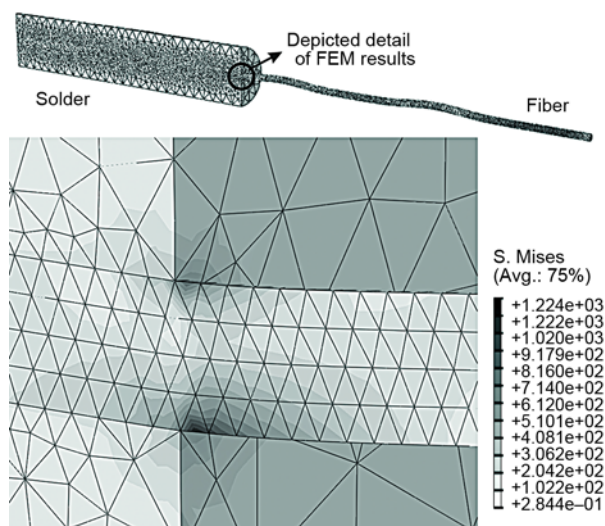 Depicted detail
of FEM results
Solder
Fiber
S. Mises
(Avg.: 75%)
+1.224e+03
+1.222e+03
+1.020e+03
+9.179e+02
+8.160e+02
+7.140e+02
+6.120e+02
+5.101e+02
+4.081e+02
+3.062e+02
+2.042e+02
+1.022e+02
+2.844e–01